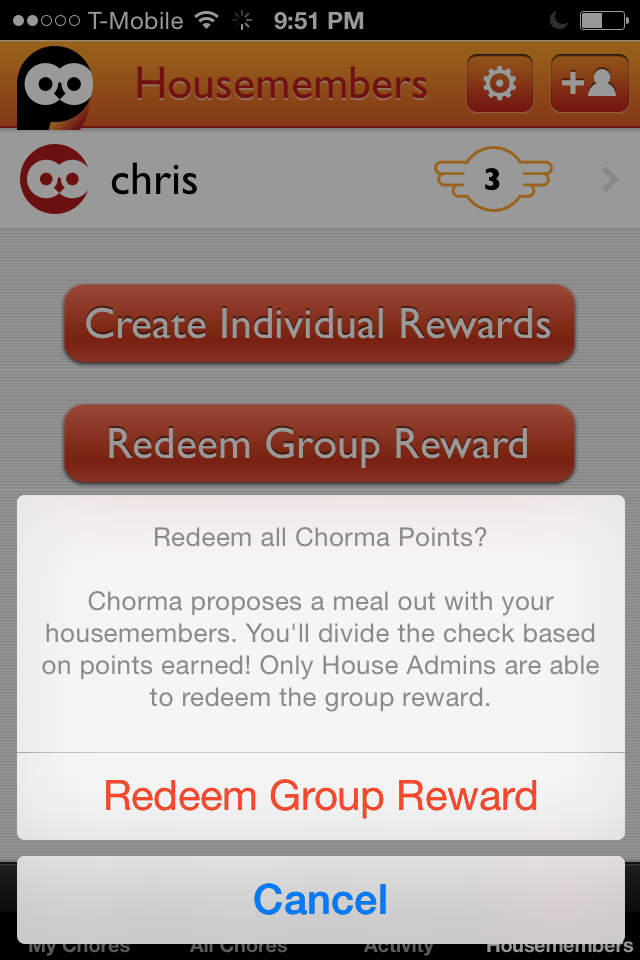 T-Mobile 9:51 PM
Housemembers
chris 3
Create Individual Rewards
Redeem Group Reward
Redeem all Chorma Points?
Chorma proposes a meal out with your
housemembers. You'll divide the check based
on points earned! Only House Admins are able
to redeem the group reward.
Redeem Group Reward
Cancel
My Chores All Chores Activity Housemembers